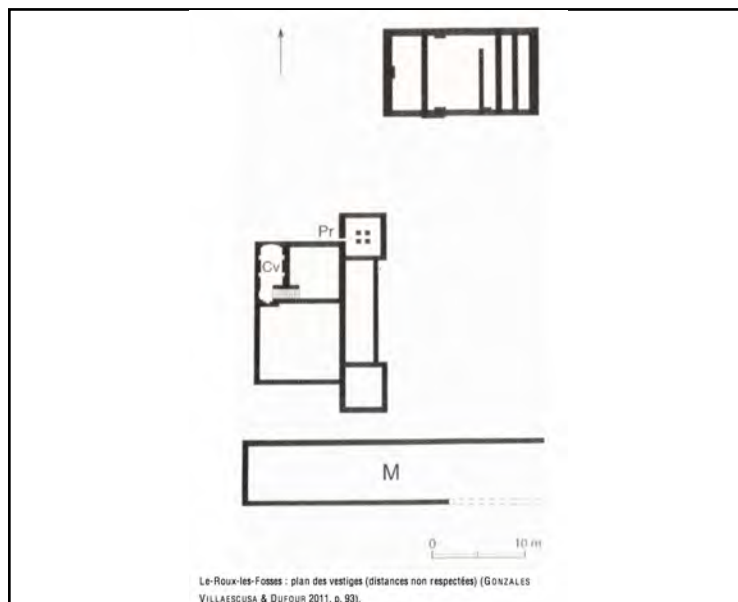 Pr
Cv
M
0 10 m
Le-Roux-les-Fosses : plan des vestiges (distances non respectées) (GONZALES
VILLAESCUSA & DUFOUR 2011, p. 93).